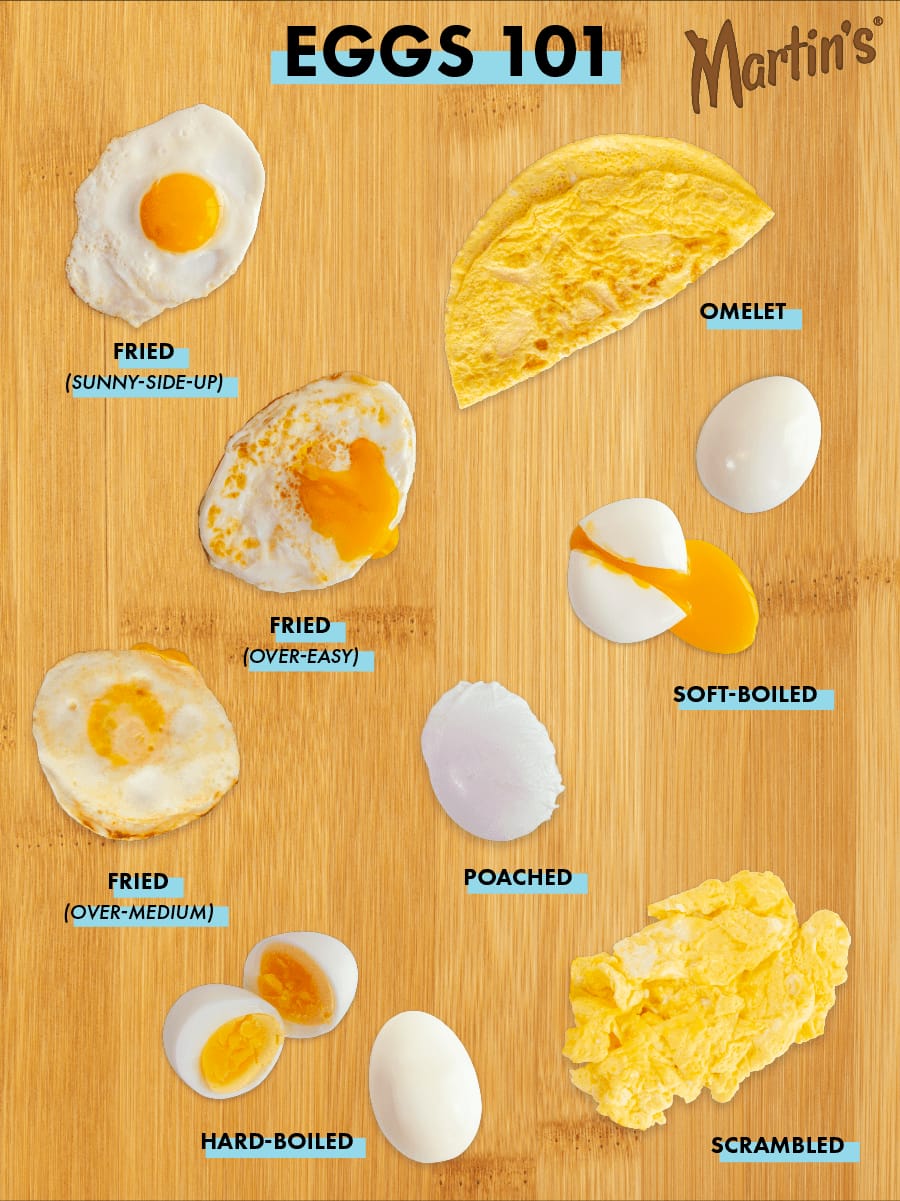 EGGS 101
Martin's®
FRIED
(SUNNY-SIDE-UP)
OMELET
FRIED
(OVER-EASY)
SOFT-BOILED
FRIED
(OVER-MEDIUM)
POACHED
HARD-BOILED
SCRAMBLED